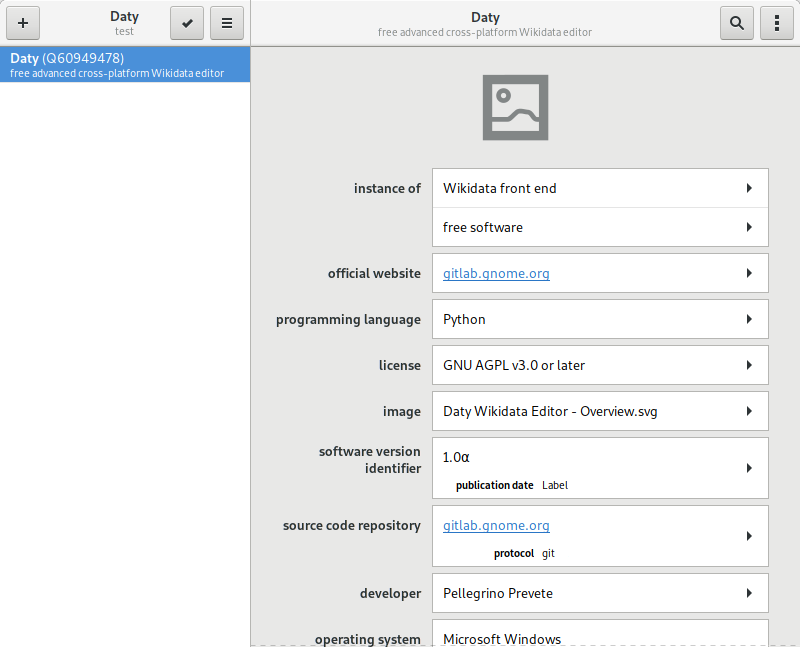 Daty
test
Daty
free advanced cross-platform Wikidata editor
Daty (Q60949478)
free advanced cross-platform Wikidata editor
instance of
Wikidata front end
free software
official website
gitlab.gnome.org
programming language
Python
license
GNU AGPL v3.0 or later
image
Daty Wikidata Editor - Overview.svg
software version
identifier
1.0α
publication date Label
source code repository
gitlab.gnome.org
protocol git
developer
Pellegrino Prevete
operating system
Microsoft Windows